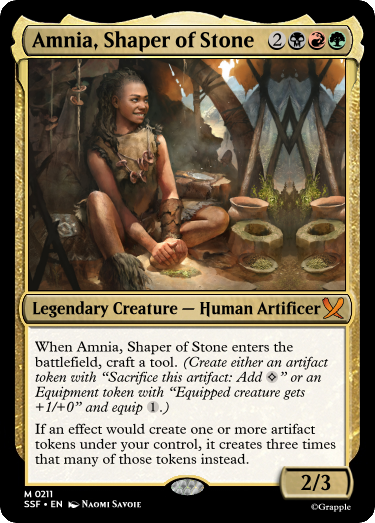 Amnia, Shaper of Stone 2
Legendary Creature — Human Artificer
When Amnia, Shaper of Stone enters the
battlefield, craft a tool. (Create either an artifact
token with “Sacrifice this artifact: Add ” or an
Equipment token with “Equipped creature gets
+1/+0” and equip 1.)
If an effect would create one or more artifact
tokens under your control, it creates three times
that many of those tokens instead.
2/3
M 0211
SSF • EN Naomi Savoie
©Grapple